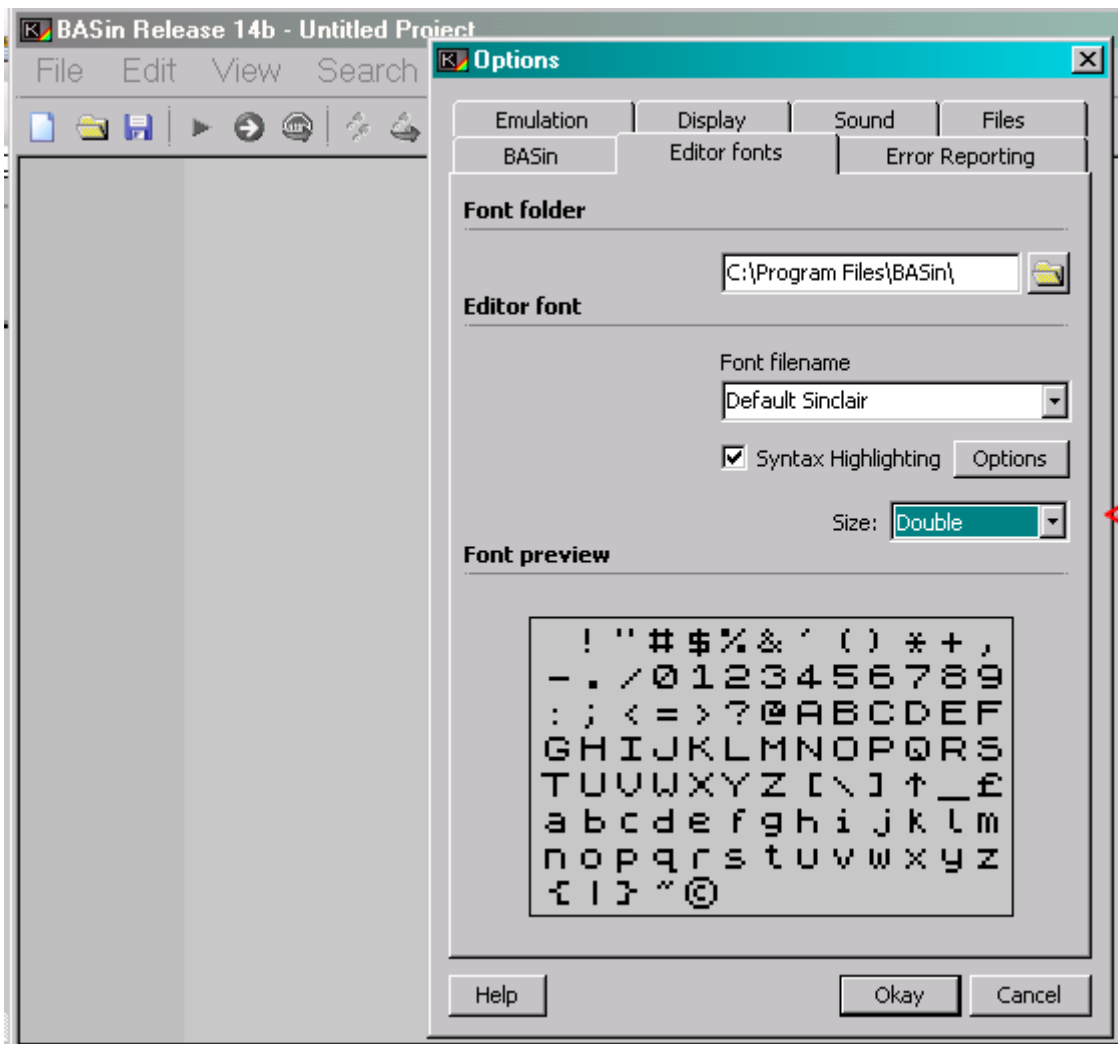 BASin Release 14b - Untitled Project
File Edit View Search
Options
Emulation Display Sound Files
BASin Editor fonts Error Reporting
Font folder
C:\Program Files\BASin\
Editor font
Font filename
Default Sinclair
Syntax Highlighting Options
Size: Double
Font preview
! " # $ % & ' ( ) * + ,
- . / 0 1 2 3 4 5 6 7 8 9
: ; < = > ? @ A B C D E F
G H I J K L M N O P Q R S
T U V W X Y Z [ \ ] ↑ _ £
a b c d e f g h i j k l m
n o p q r s t u v w x y z
{ | } ~ ©
Help Okay Cancel